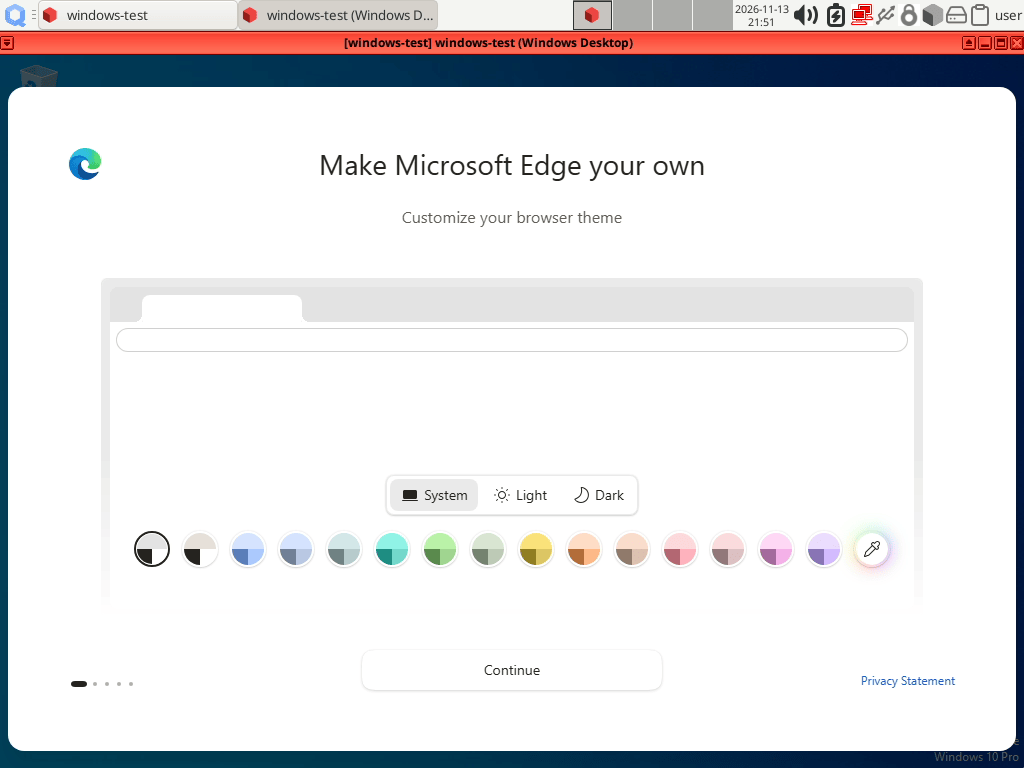 windows-test
windows-test (Windows D...
2026-11-13
21:51
user
[windows-test] windows-test (Windows Desktop)
Make Microsoft Edge your own
Customize your browser theme
System
Light
Dark
Continue
Privacy Statement
Windows 10 Pro